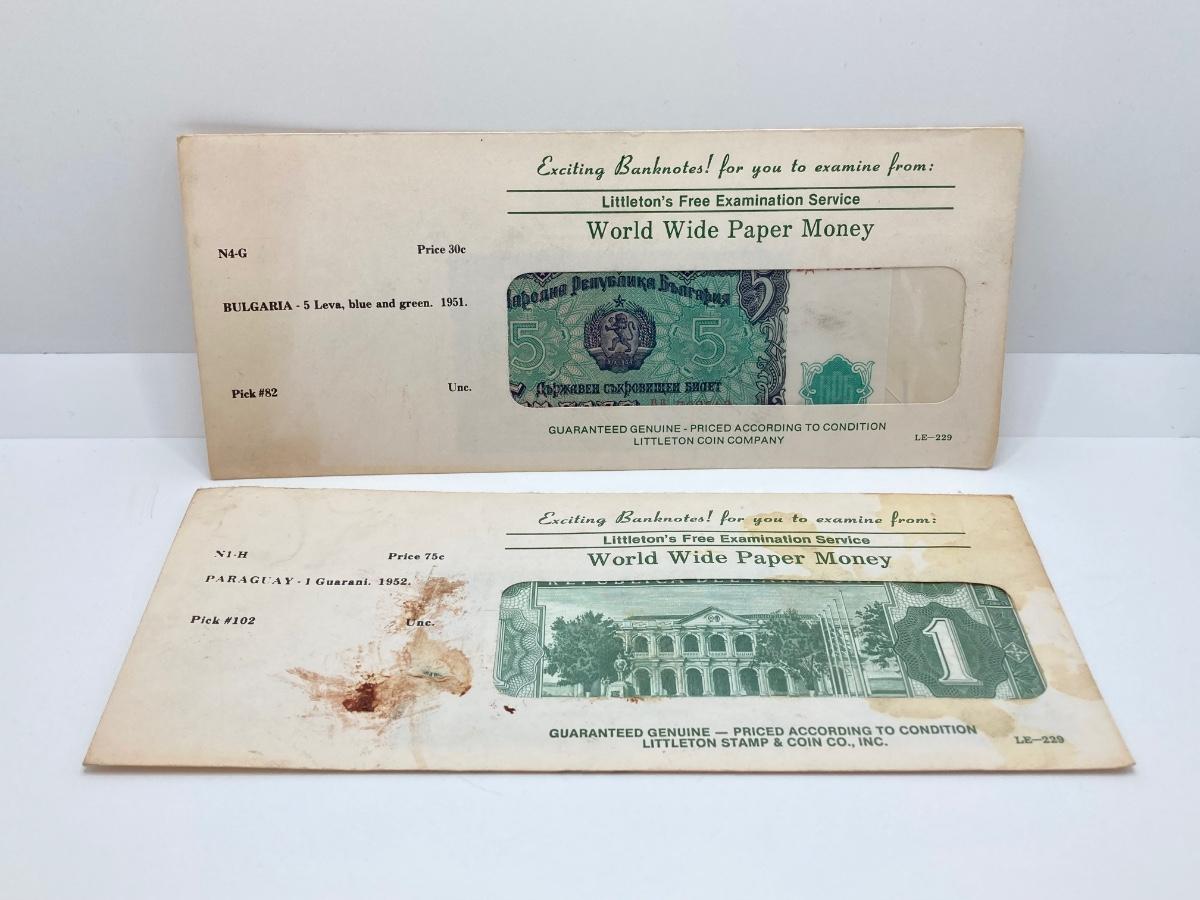 Exciting Banknotes! for you to examine from:
Littleton's Free Examination Service
World Wide Paper Money
N4-G Price 30c
BULGARIA - 5 Leva, blue and green. 1951.
Pick #82 Unc.
ародна Република България
5
5 5
Държавен съкровищен билет
GUARANTEED GENUINE - PRICED ACCORDING TO CONDITION
LITTLETON COIN COMPANY
LE-229
Exciting Banknotes! for you to examine from:
Littleton's Free Examination Service
World Wide Paper Money
N1-H Price 75c
PARAGUAY - 1 Guarani. 1952.
Pick #102 Unc.
REPUBLICA DEL
1
GUARANTEED GENUINE — PRICED ACCORDING TO CONDITION
LITTLETON STAMP & COIN CO., INC.
LE-229